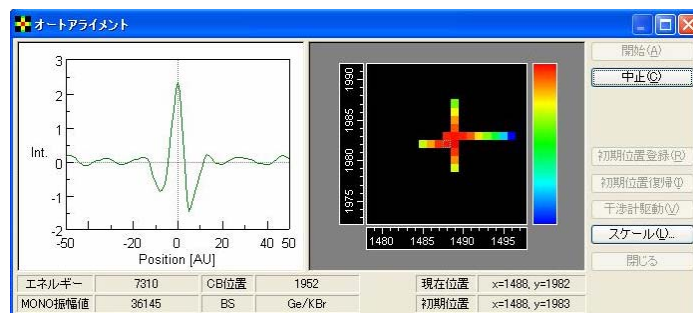 オートアライメント
開始(A)
3
2
1
0
-1
-2
Int.
-50
-20
0
20
40
50
Position [AU]
1990
1985
1980
1975
1480
1485
1490
1495
中止(C)
初期位置登録(R)
初期位置復帰(I)
干渉計駆動(V)
スケール(L)...
閉じる
エネルギー 7310 CB位置 1952 現在位置 x=1488, y=1982
MONO振幅値 36145 BS Ge/KBr 初期位置 x=1488, y=1983